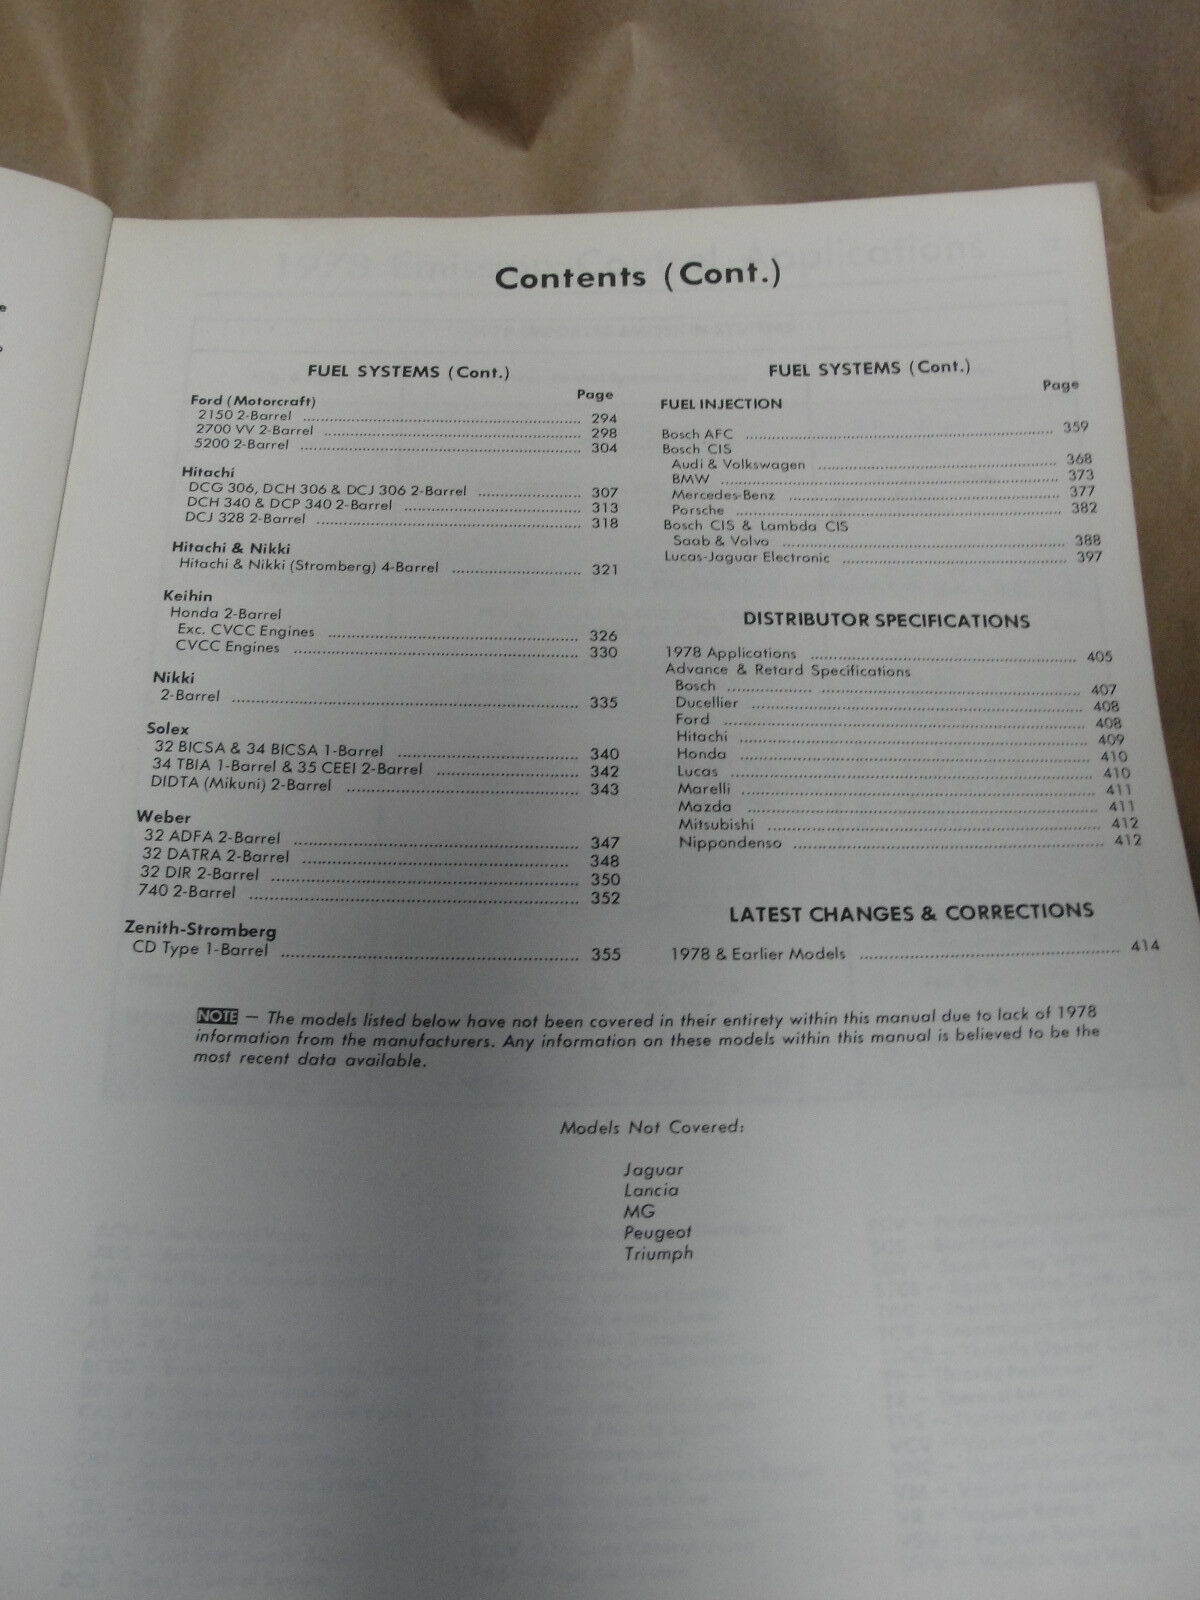 Contents (Cont.)
FUEL SYSTEMS (Cont.)
Page
Ford (Motorcraft)
2150 2-Barrel 294
2700 VV 2-Barrel 298
5200 2-Barrel 304
Hitachi
DCG 306, DCH 306 & DCJ 306 2-Barrel 307
DCH 340 & DCP 340 2-Barrel 313
DCJ 328 2-Barrel 318
Hitachi & Nikki
Hitachi & Nikki (Stromberg) 4-Barrel 321
Keihin
Honda 2-Barrel
Exc. CVCC Engines 326
CVCC Engines 330
Nikki
2-Barrel 335
Solex
32 BICSA & 34 BICSA 1-Barrel 340
34 TBIA 1-Barrel & 35 CEEI 2-Barrel 342
DIDTA (Mikuni) 2-Barrel 343
Weber
32 ADFA 2-Barrel 347
32 DATRA 2-Barrel 348
32 DIR 2-Barrel 350
740 2-Barrel 352
Zenith-Stromberg
CD Type 1-Barrel 355
FUEL SYSTEMS (Cont.)
Page
FUEL INJECTION
Bosch AFC 359
Bosch CIS
Audi & Volkswagen 368
BMW 373
Mercedes-Benz 377
Porsche 382
Bosch CIS & Lambda CIS
Saab & Volvo 388
Lucas-Jaguar Electronic 397
DISTRIBUTOR SPECIFICATIONS
1978 Applications 405
Advance & Retard Specifications
Bosch 407
Ducellier 408
Ford 408
Hitachi 409
Honda 410
Lucas 410
Marelli 411
Mazda 411
Mitsubishi 412
Nippondenso 412
LATEST CHANGES & CORRECTIONS
1978 & Earlier Models 414
NOTE — The models listed below have not been covered in their entirety within this manual due to lack of 1978
information from the manufacturers. Any information on these models within this manual is believed to be the
most recent data available.
Models Not Covered:
Jaguar
Lancia
MG
Peugeot
Triumph